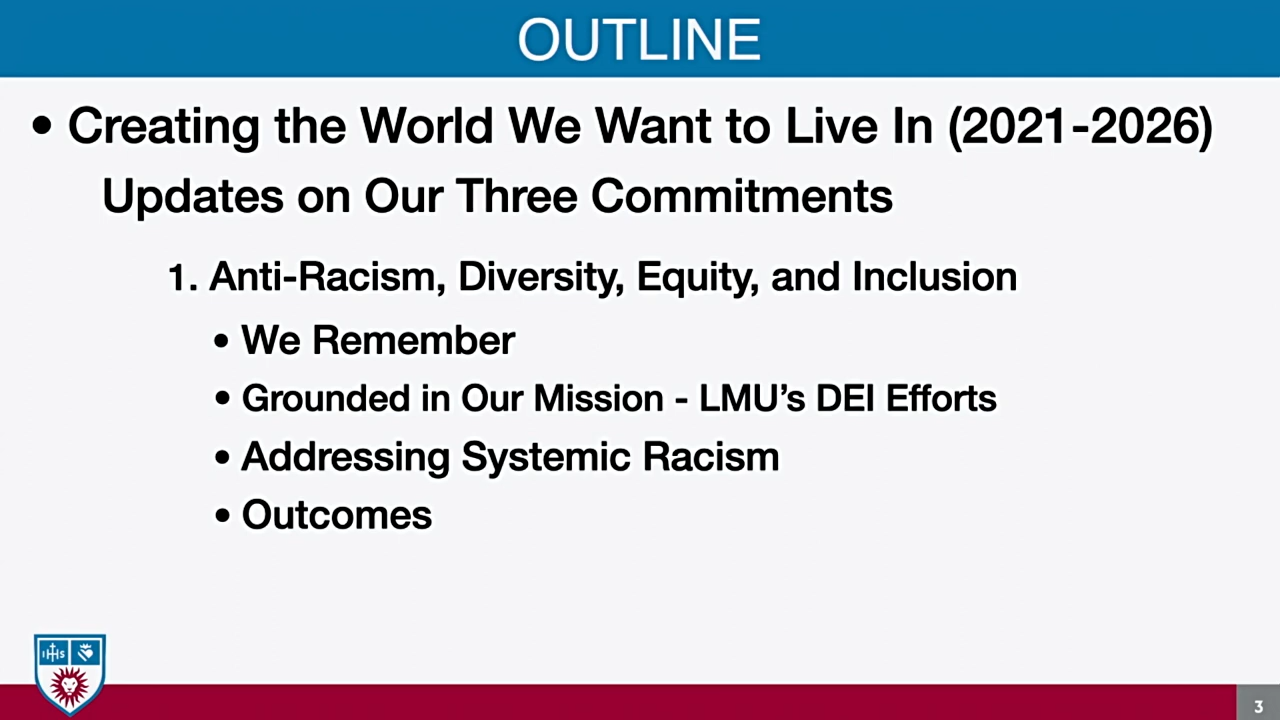 OUTLINE
• Creating the World We Want to Live In (2021-2026)
Updates on Our Three Commitments
1. Anti-Racism, Diversity, Equity, and Inclusion
• We Remember
• Grounded in Our Mission - LMU’s DEI Efforts
• Addressing Systemic Racism
• Outcomes
IHS
3